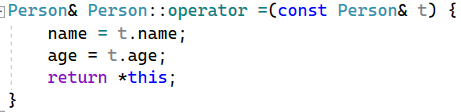 Person& Person::operator =(const Person& t) {
    name = t.name;
    age = t.age;
    return *this;
}